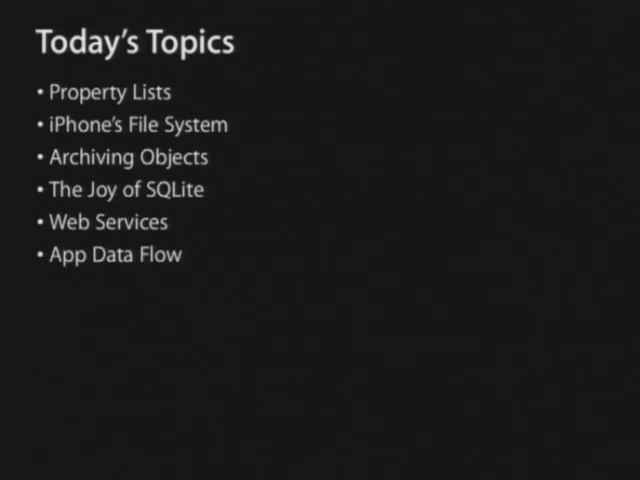 Today's Topics
• Property Lists
• iPhone's File System
• Archiving Objects
• The Joy of SQLite
• Web Services
• App Data Flow